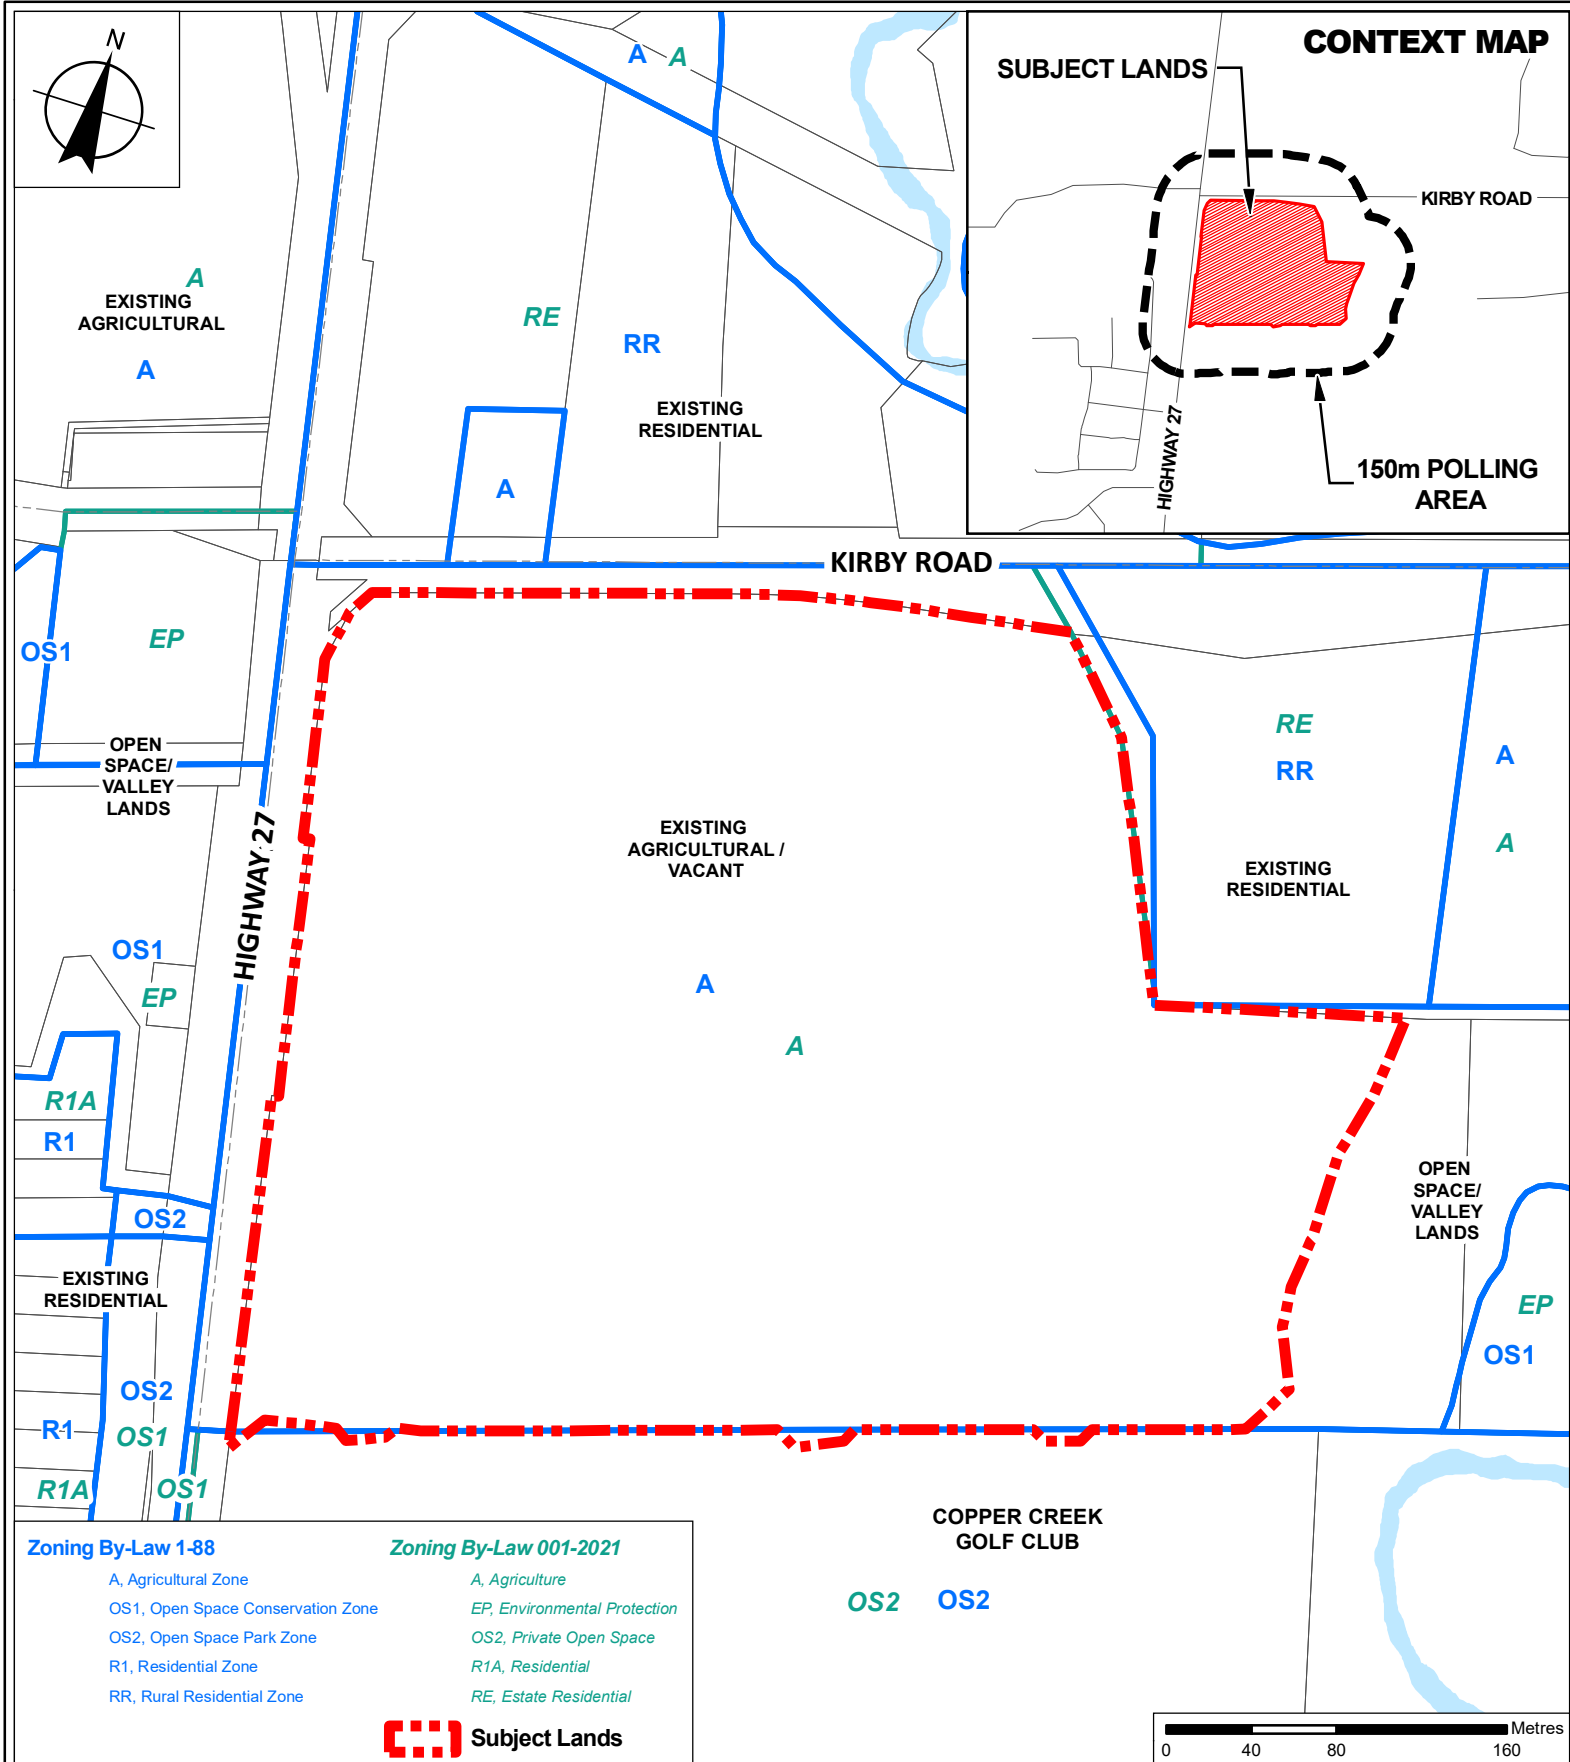 N
CONTEXT MAP
SUBJECT LANDS
KIRBY ROAD
HIGHWAY 27
150m POLLING
AREA
A
A
A
EXISTING
AGRICULTURAL
A
RE
RR
EXISTING
RESIDENTIAL
A
KIRBY ROAD
OS1
EP
OPEN
SPACE/
VALLEY
LANDS
HIGHWAY 27
RE
RR
A
A
EXISTING
RESIDENTIAL
EXISTING
AGRICULTURAL /
VACANT
A
A
OS1
EP
R1A
R1
OS2
EXISTING
RESIDENTIAL
OS2
R1
OS1
R1A
OS1
OPEN
SPACE/
VALLEY
LANDS
EP
OS1
COPPER CREEK
GOLF CLUB
OS2
OS2
Zoning By-Law 1-88
A, Agricultural Zone
OS1, Open Space Conservation Zone
OS2, Open Space Park Zone
R1, Residential Zone
RR, Rural Residential Zone
Zoning By-Law 001-2021
A, Agriculture
EP, Environmental Protection
OS2, Private Open Space
R1A, Residential
RE, Estate Residential
Subject Lands
Metres
0 40 80 160